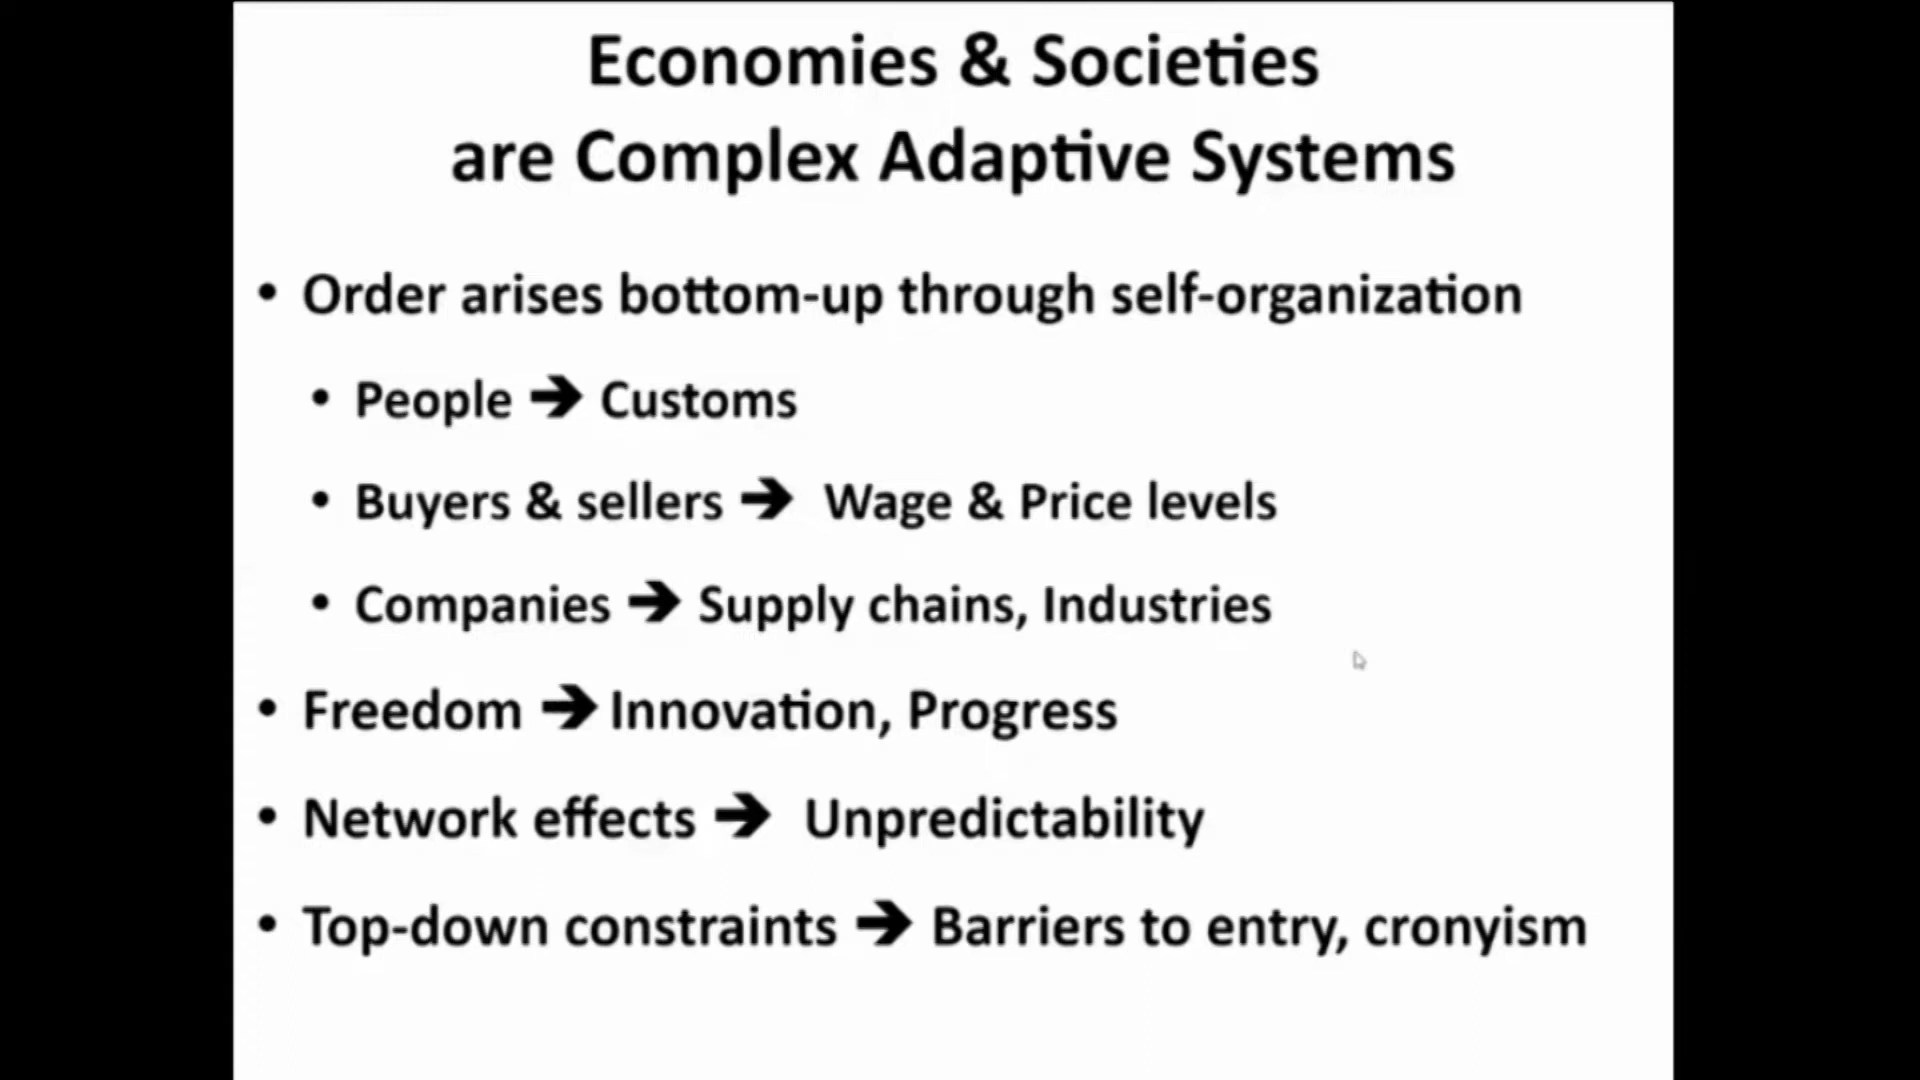 Economies & Societies
are Complex Adaptive Systems
• Order arises bottom-up through self-organization
• People ➔ Customs
• Buyers & sellers ➔ Wage & Price levels
• Companies ➔ Supply chains, Industries
• Freedom ➔ Innovation, Progress
• Network effects ➔ Unpredictability
• Top-down constraints ➔ Barriers to entry, cronyism